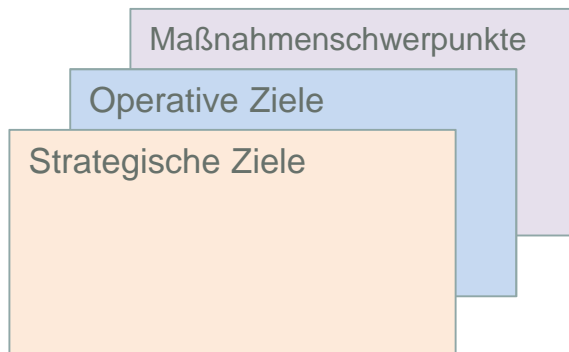 Maßnahmenschwerpunkte
Operative Ziele
Strategische Ziele